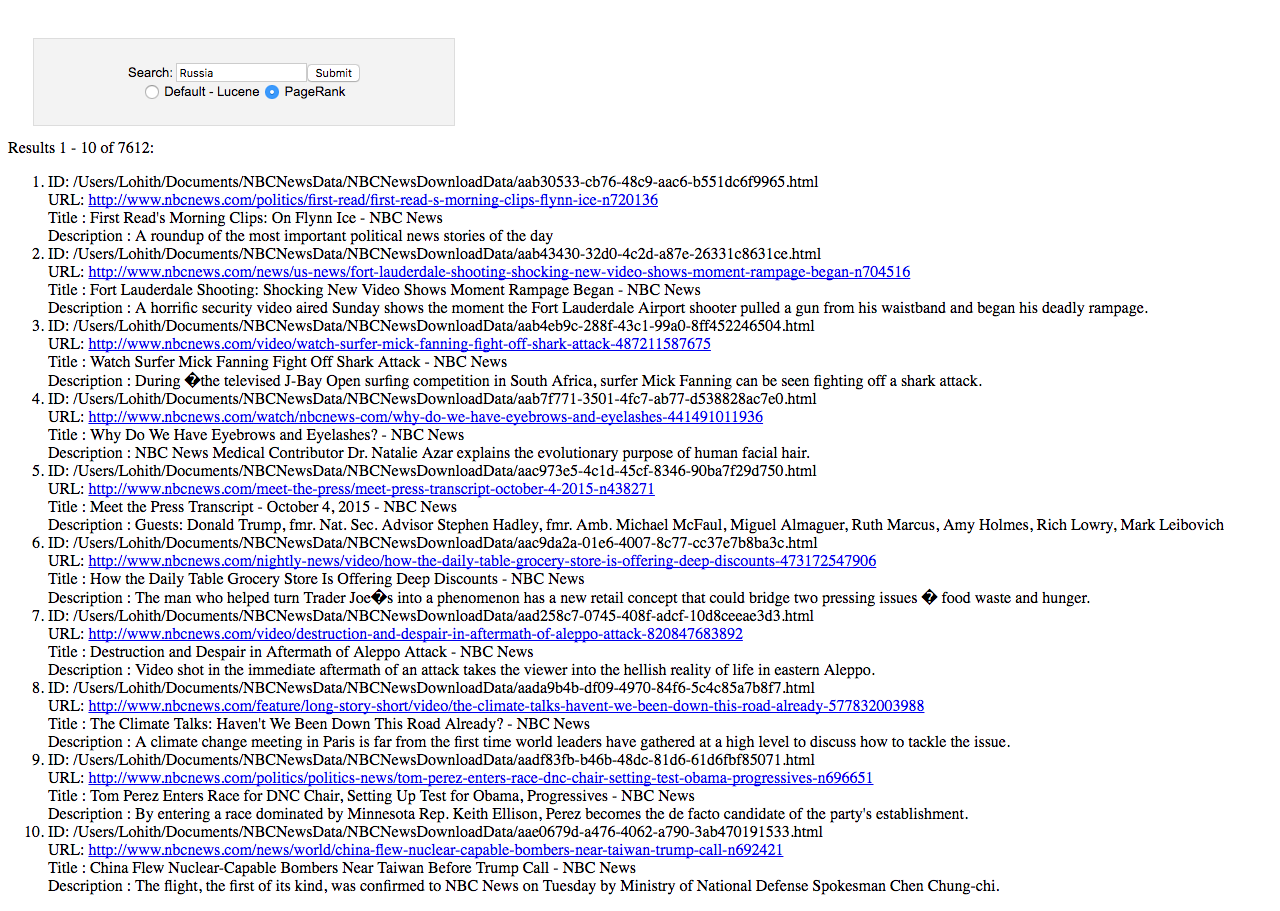 Search: Russia Submit
Default - Lucene PageRank
Results 1 - 10 of 7612:
1. ID: /Users/Lohith/Documents/NBCNewsData/NBCNewsDownloadData/aab30533-cb76-48c9-aac6-b551dc6f9965.html
URL: http://www.nbcnews.com/politics/first-read/first-read-s-morning-clips-flynn-ice-n720136
Title : First Read's Morning Clips: On Flynn Ice - NBC News
Description : A roundup of the most important political news stories of the day
2. ID: /Users/Lohith/Documents/NBCNewsData/NBCNewsDownloadData/aab43430-32d0-4c2d-a87e-26331c8631ce.html
URL: http://www.nbcnews.com/news/us-news/fort-lauderdale-shooting-shocking-new-video-shows-moment-rampage-began-n704516
Title : Fort Lauderdale Shooting: Shocking New Video Shows Moment Rampage Began - NBC News
Description : A horrific security video aired Sunday shows the moment the Fort Lauderdale Airport shooter pulled a gun from his waistband and began his deadly rampage.
3. ID: /Users/Lohith/Documents/NBCNewsData/NBCNewsDownloadData/aab4eb9c-288f-43c1-99a0-8ff452246504.html
URL: http://www.nbcnews.com/video/watch-surfer-mick-fanning-fight-off-shark-attack-487211587675
Title : Watch Surfer Mick Fanning Fight Off Shark Attack - NBC News
Description : During �the televised J-Bay Open surfing competition in South Africa, surfer Mick Fanning can be seen fighting off a shark attack.
4. ID: /Users/Lohith/Documents/NBCNewsData/NBCNewsDownloadData/aab7f771-3501-4fc7-ab77-d538828ac7e0.html
URL: http://www.nbcnews.com/watch/nbcnews-com/why-do-we-have-eyebrows-and-eyelashes-441491011936
Title : Why Do We Have Eyebrows and Eyelashes? - NBC News
Description : NBC News Medical Contributor Dr. Natalie Azar explains the evolutionary purpose of human facial hair.
5. ID: /Users/Lohith/Documents/NBCNewsData/NBCNewsDownloadData/aac973e5-4c1d-45cf-8346-90ba7f29d750.html
URL: http://www.nbcnews.com/meet-the-press/meet-press-transcript-october-4-2015-n438271
Title : Meet the Press Transcript - October 4, 2015 - NBC News
Description : Guests: Donald Trump, fmr. Nat. Sec. Advisor Stephen Hadley, fmr. Amb. Michael McFaul, Miguel Almaguer, Ruth Marcus, Amy Holmes, Rich Lowry, Mark Leibovich
6. ID: /Users/Lohith/Documents/NBCNewsData/NBCNewsDownloadData/aac9da2a-01e6-4007-8c77-cc37e7b8ba3c.html
URL: http://www.nbcnews.com/nightly-news/video/how-the-daily-table-grocery-store-is-offering-deep-discounts-473172547906
Title : How the Daily Table Grocery Store Is Offering Deep Discounts - NBC News
Description : The man who helped turn Trader Joe�s into a phenomenon has a new retail concept that could bridge two pressing issues � food waste and hunger.
7. ID: /Users/Lohith/Documents/NBCNewsData/NBCNewsDownloadData/aad258c7-0745-408f-adcf-10d8ceeae3d3.html
URL: http://www.nbcnews.com/video/destruction-and-despair-in-aftermath-of-aleppo-attack-820847683892
Title : Destruction and Despair in Aftermath of Aleppo Attack - NBC News
Description : Video shot in the immediate aftermath of an attack takes the viewer into the hellish reality of life in eastern Aleppo.
8. ID: /Users/Lohith/Documents/NBCNewsData/NBCNewsDownloadData/aada9b4b-df09-4970-84f6-5c4c85a7b8f7.html
URL: http://www.nbcnews.com/feature/long-story-short/video/the-climate-talks-havent-we-been-down-this-road-already-577832003988
Title : The Climate Talks: Haven't We Been Down This Road Already? - NBC News
Description : A climate change meeting in Paris is far from the first time world leaders have gathered at a high level to discuss how to tackle the issue.
9. ID: /Users/Lohith/Documents/NBCNewsData/NBCNewsDownloadData/aadf83fb-b46b-48dc-81d6-61d6fbf85071.html
URL: http://www.nbcnews.com/politics/politics-news/tom-perez-enters-race-dnc-chair-setting-test-obama-progressives-n696651
Title : Tom Perez Enters Race for DNC Chair, Setting Up Test for Obama, Progressives - NBC News
Description : By entering a race dominated by Minnesota Rep. Keith Ellison, Perez becomes the de facto candidate of the party's establishment.
10. ID: /Users/Lohith/Documents/NBCNewsData/NBCNewsDownloadData/aae0679d-a476-4062-a790-3ab470191533.html
URL: http://www.nbcnews.com/news/world/china-flew-nuclear-capable-bombers-near-taiwan-trump-call-n692421
Title : China Flew Nuclear-Capable Bombers Near Taiwan Before Trump Call - NBC News
Description : The flight, the first of its kind, was confirmed to NBC News on Tuesday by Ministry of National Defense Spokesman Chen Chung-chi.